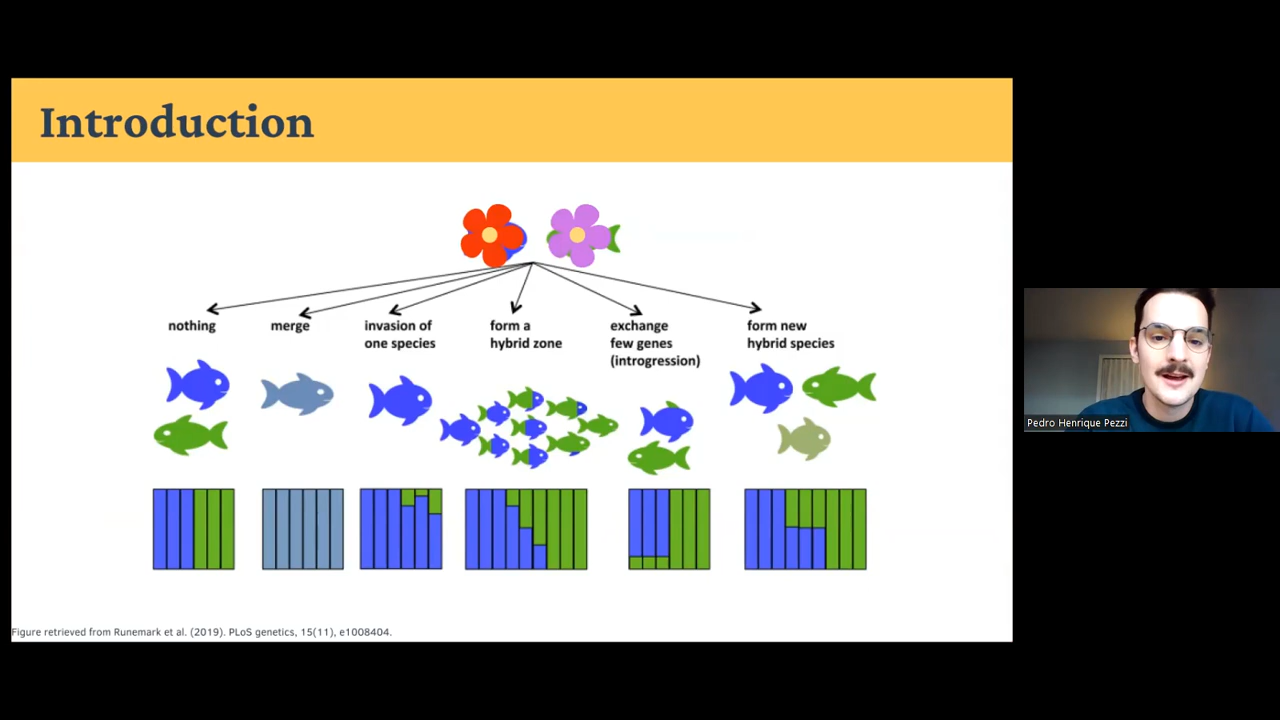 Introduction
nothing
merge
invasion of
one species
form a
hybrid zone
exchange
few genes
(introgression)
form new
hybrid species
Figure retrieved from Runemark et al. (2019). PLoS genetics, 15(11), e1008404.
Pedro Henrique Pezzi